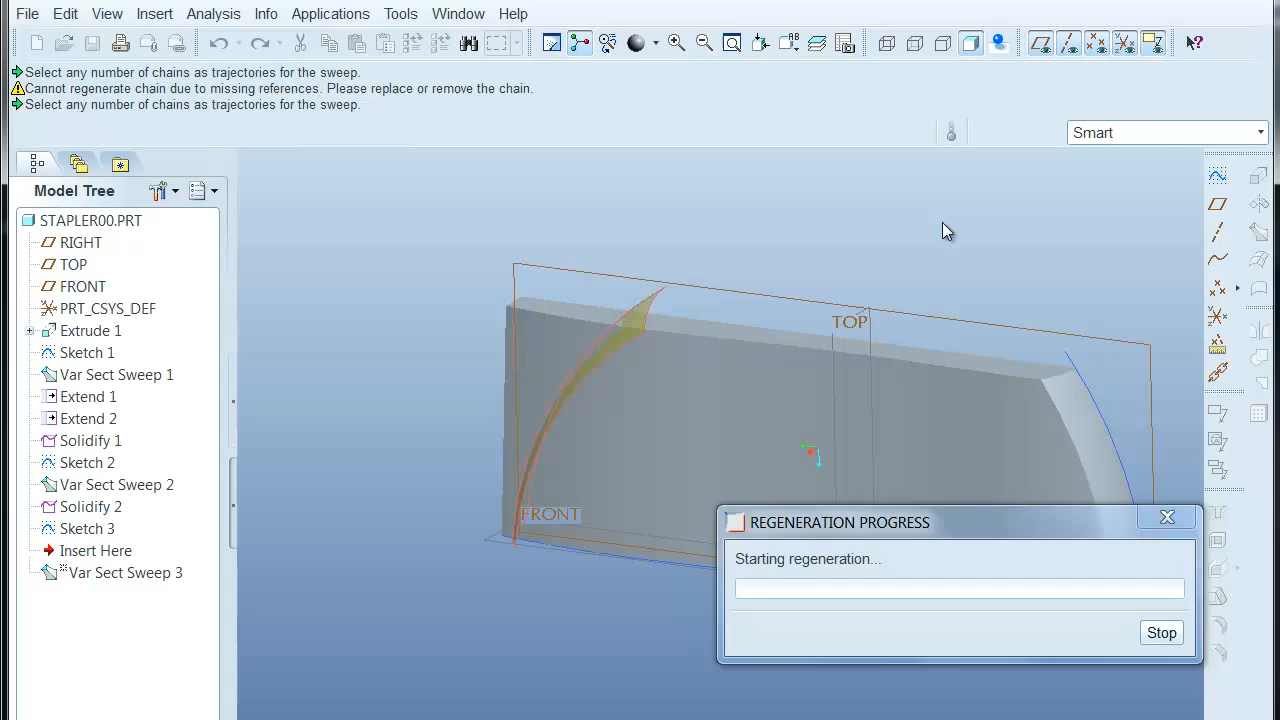 File Edit View Insert Analysis Info Applications Tools Window Help
Select any number of chains as trajectories for the sweep.
Cannot regenerate chain due to missing references. Please replace or remove the chain.
Select any number of chains as trajectories for the sweep.
Smart
Model Tree
STAPLER00.PRT
RIGHT
TOP
FRONT
PRT_CSYS_DEF
Extrude 1
Sketch 1
Var Sect Sweep 1
Extend 1
Extend 2
Solidify 1
Sketch 2
Var Sect Sweep 2
Solidify 2
Sketch 3
Insert Here
Var Sect Sweep 3
TOP
FRONT
REGENERATION PROGRESS
Starting regeneration...
Stop